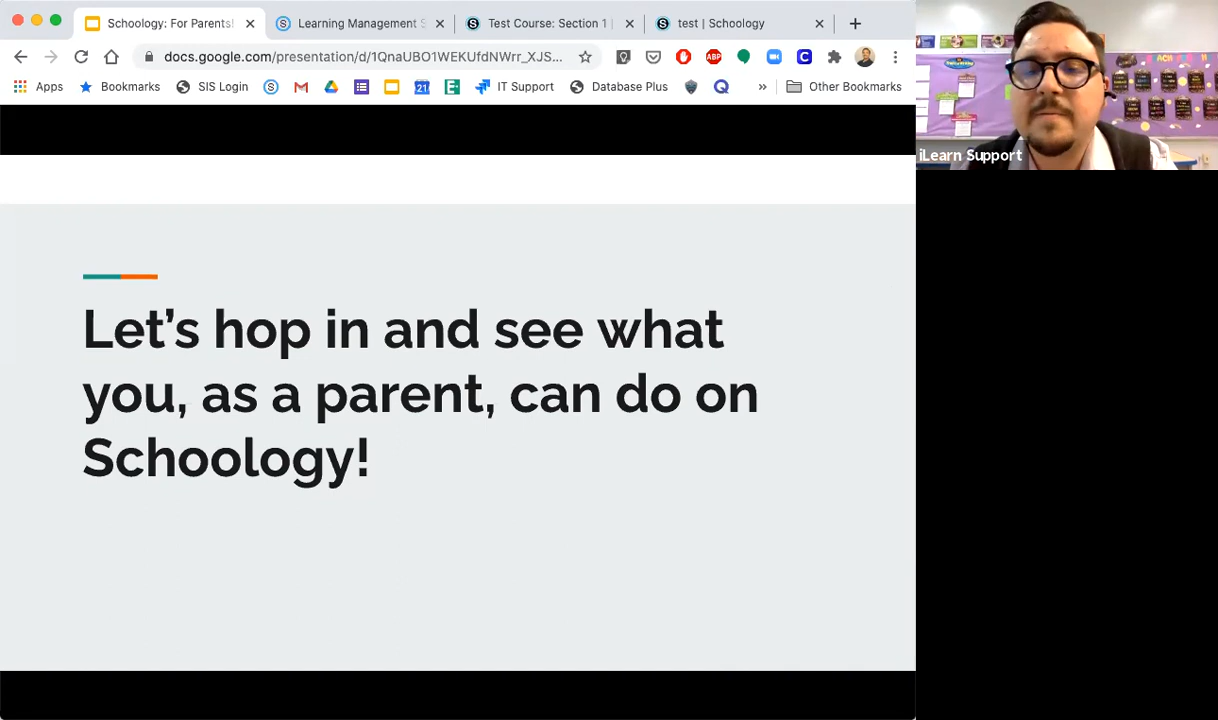 Schoology: For Parents!
Learning Management S
Test Course: Section 1 |
test | Schoology
docs.google.com/presentation/d/1QnaUBO1WEKUfdNWrr_XJS...
ABP
C
Apps
Bookmarks
SIS Login
IT Support
Database Plus
»
Other Bookmarks
iLearn Support
Let’s hop in and see what
you, as a parent, can do on
Schoology!